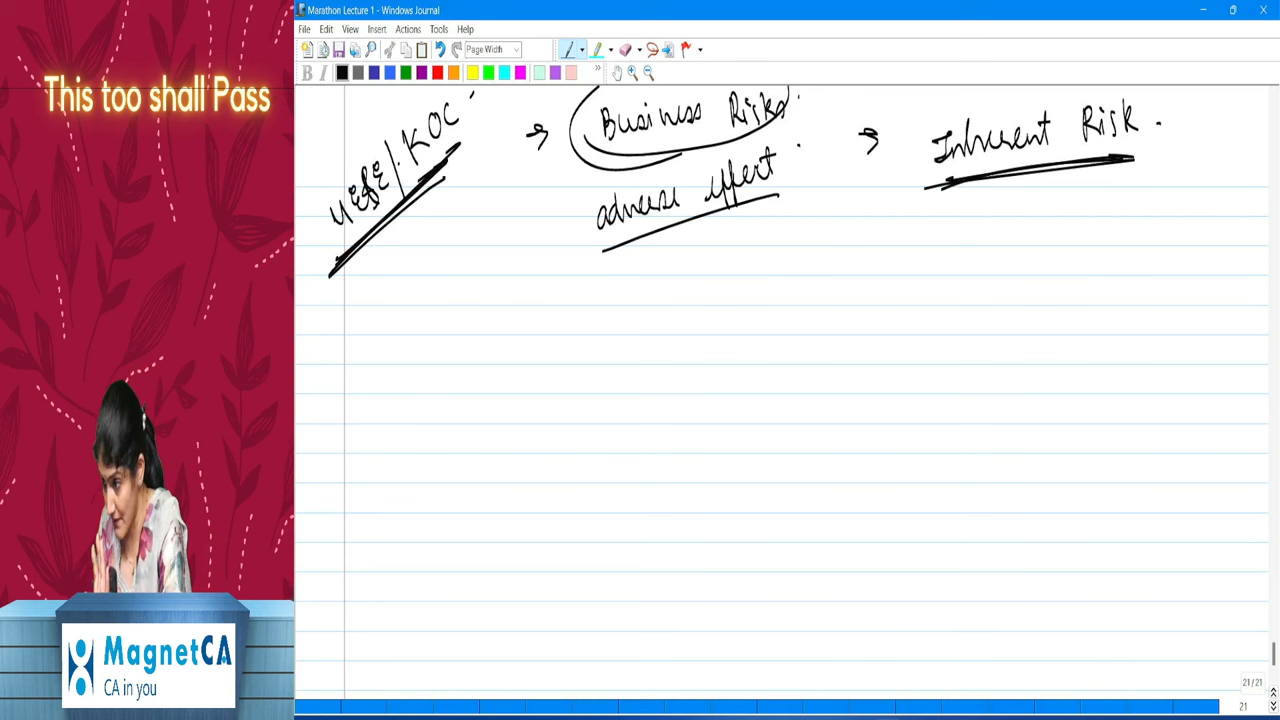 Marathon Lecture 1 - Windows Journal
File Edit View Insert Actions Tools Help
Page Width
B I
This too shall Pass
KOC → Business Risks. → Inherent Risk.
adverse effect
MagnetCA
CA in you
21 / 21
21